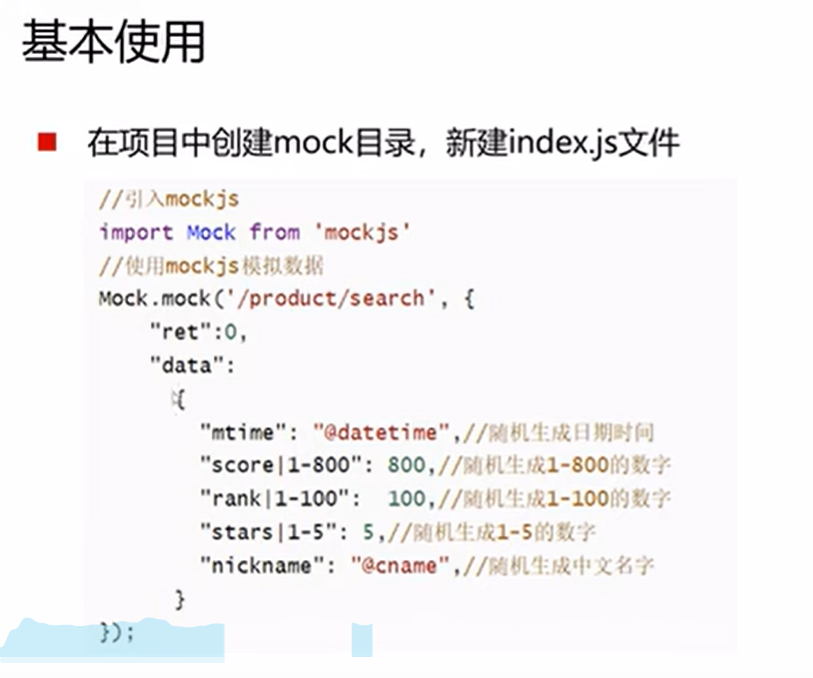 基本使用
在项目中创建mock目录，新建index.js文件
//引入mockjs
import Mock from 'mockjs'
//使用mockjs模拟数据
Mock.mock('/product/search', {
"ret":0,
"data":
{
"mtime": "@datetime",//随机生成日期时间
"score|1-800": 800,//随机生成1-800的数字
"rank|1-100": 100,//随机生成1-100的数字
"stars|1-5": 5,//随机生成1-5的数字
"nickname": "@cname",//随机生成中文名字
}
});